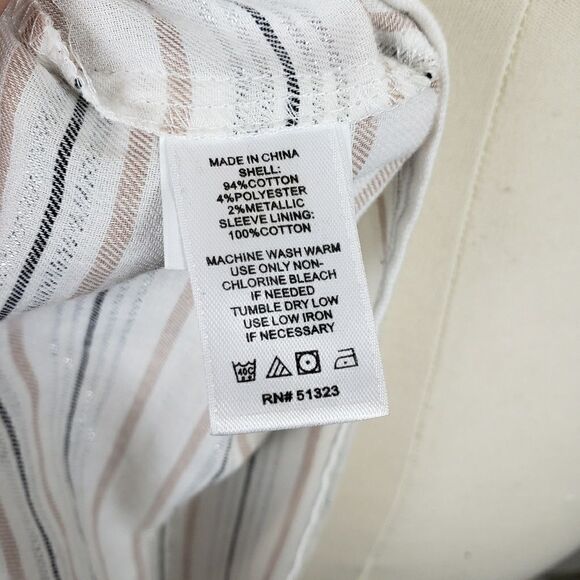 MADE IN CHINA
SHELL:
94%COTTON
4%POLYESTER
2%METALLIC
SLEEVE LINING:
100%COTTON
MACHINE WASH WARM
USE ONLY NON-
CHLORINE BLEACH
IF NEEDED
TUMBLE DRY LOW
USE LOW IRON
IF NECESSARY
40C
RN# 51323